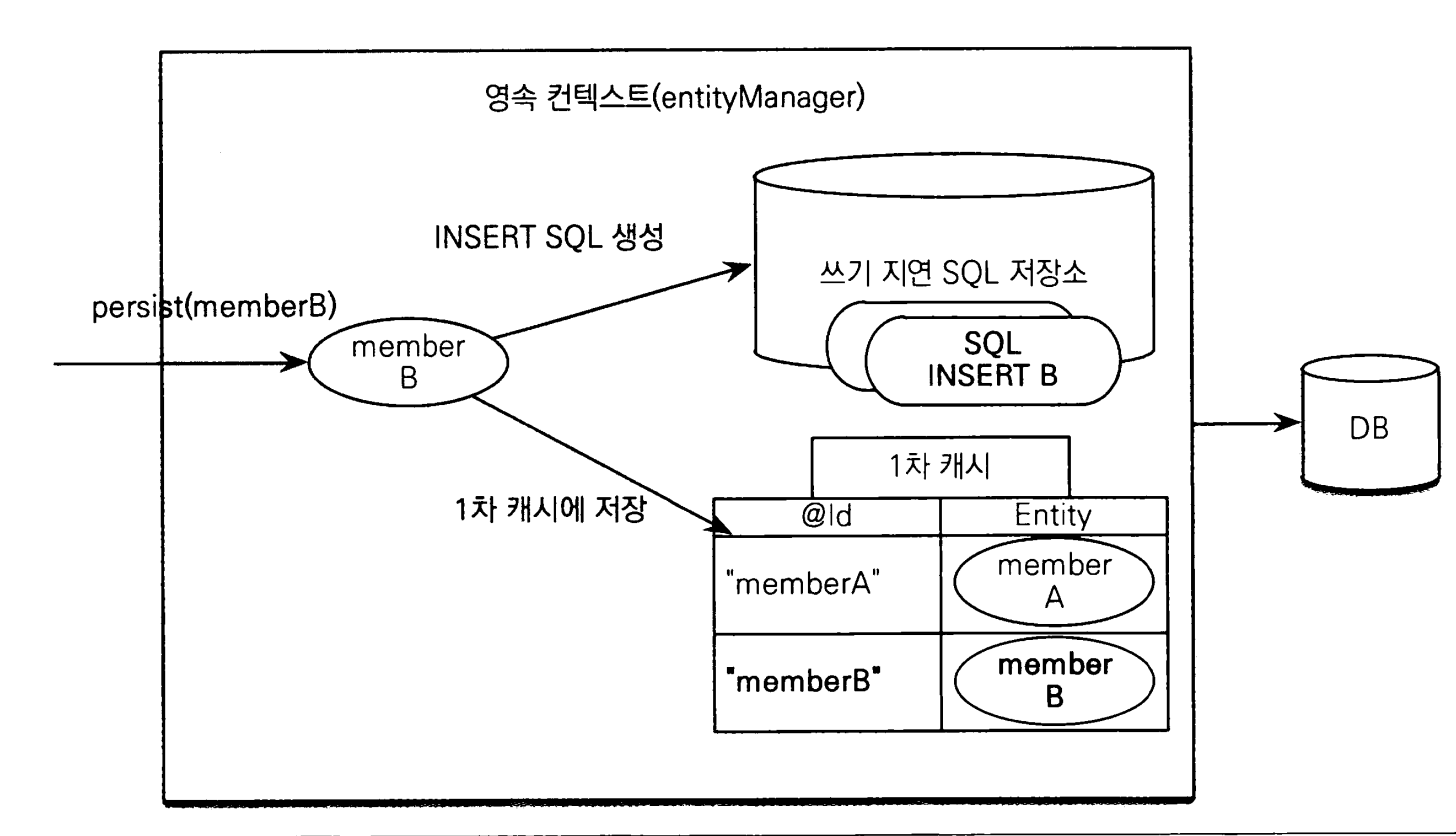 영속 컨텍스트(entityManager)
INSERT SQL 생성
쓰기 지연 SQL 저장소
persist(memberB)
member
B
SQL
INSERT B
DB
1차 캐시
1차 캐시에 저장
@Id
Entity
"memberA"
member
A
"memberB"
member
B